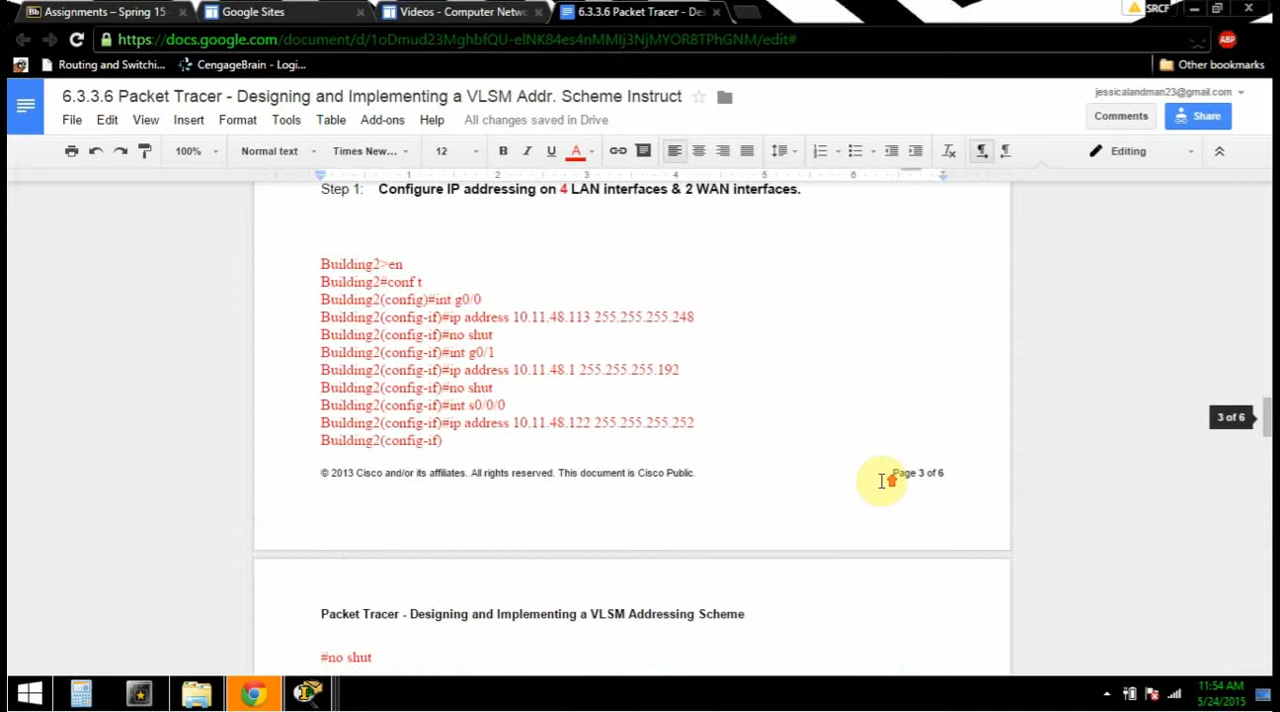 Assignments – Spring 15
Google Sites
Videos - Computer Netwo
6.3.3.6 Packet Tracer - De
SRCF
https://docs.google.com/document/d/1oDmud23MghbfQU-elNK84es4nMMIj3NjMYOR8TPhGNM/edit#
ABP
Routing and Switchi...
CengageBrain - Logi...
Other bookmarks
6.3.3.6 Packet Tracer - Designing and Implementing a VLSM Addr. Scheme Instruct
jessicalandman23@gmail.com
File Edit View Insert Format Tools Table Add-ons Help All changes saved in Drive
Comments
Share
100% Normal text Times New... 12 B I U A Editing
1 2 3 4 5 6 7
Step 1: Configure IP addressing on 4 LAN interfaces & 2 WAN interfaces.
Building2>en
Building2#conf t
Building2(config)#int g0/0
Building2(config-if)#ip address 10.11.48.113 255.255.255.248
Building2(config-if)#no shut
Building2(config-if)#int g0/1
Building2(config-if)#ip address 10.11.48.1 255.255.255.192
Building2(config-if)#no shut
Building2(config-if)#int s0/0/0
Building2(config-if)#ip address 10.11.48.122 255.255.255.252
Building2(config-if)
3 of 6
© 2013 Cisco and/or its affiliates. All rights reserved. This document is Cisco Public.
Page 3 of 6
Packet Tracer - Designing and Implementing a VLSM Addressing Scheme
#no shut
11:54 AM
5/24/2015